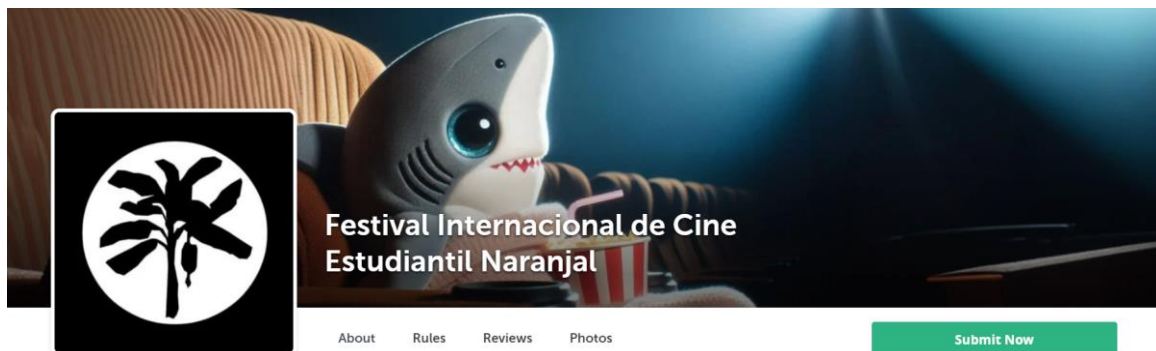 Festival Internacional de Cine
Estudiantil Naranjal
About Rules Reviews Photos
Submit Now